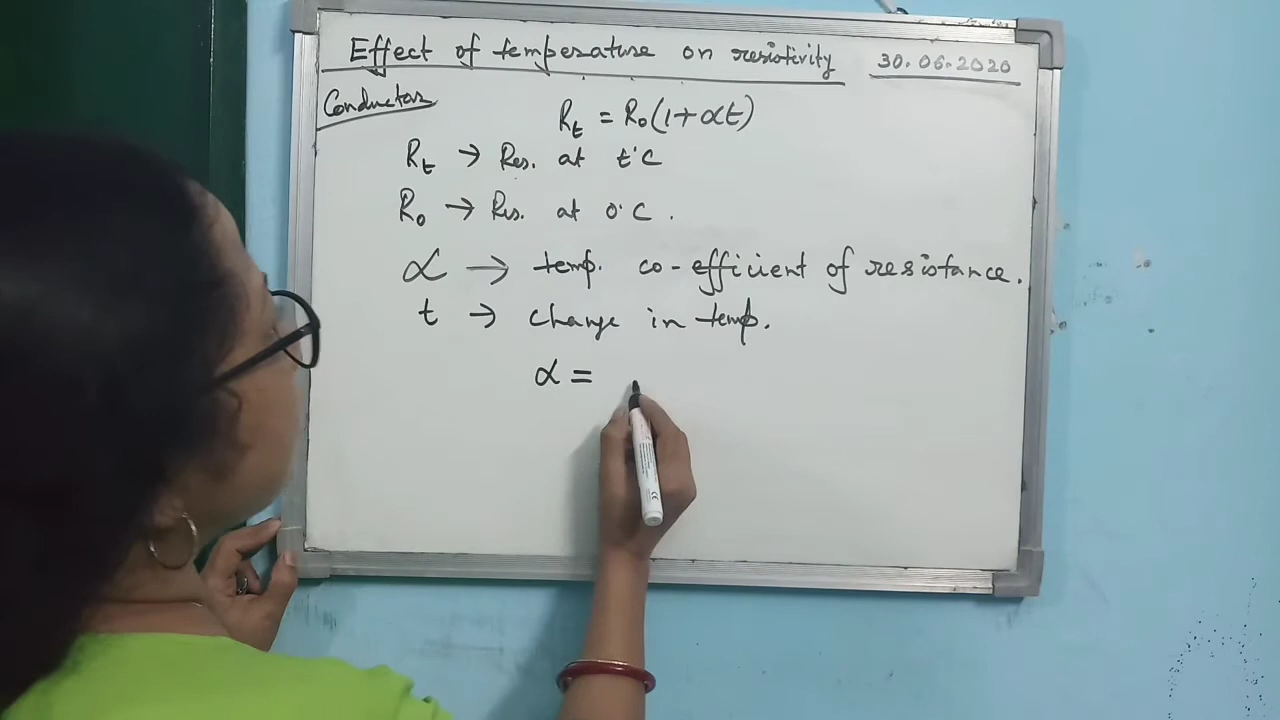 Effect of temperature on resistivity
30.06.2020
Conductor
Rₜ = R₀(1+αt)
Rₜ → Res. at t°C
R₀ → Res. at 0°C.
α → temp. co-efficient of resistance.
t → change in temp.
α =